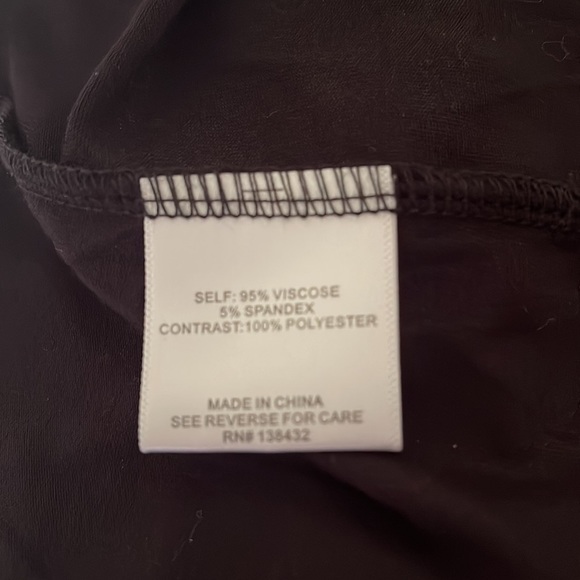 SELF: 95% VISCOSE
5% SPANDEX
CONTRAST:100% POLYESTER
MADE IN CHINA
SEE REVERSE FOR CARE
RN# 138432